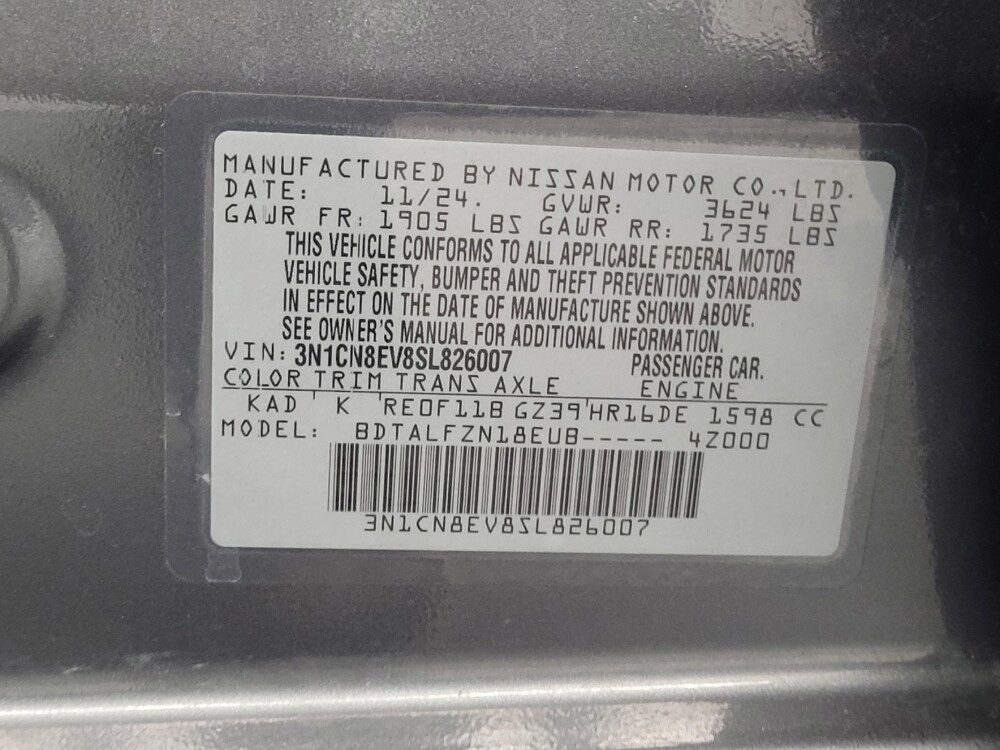 MANUFACTURED BY NISSAN MOTOR CO., LTD.
DATE: 11/24. GVWR: 3624 LBS
GAWR FR: 1905 LBS GAWR RR: 1735 LBS
THIS VEHICLE CONFORMS TO ALL APPLICABLE FEDERAL MOTOR
VEHICLE SAFETY, BUMPER AND THEFT PREVENTION STANDARDS
IN EFFECT ON THE DATE OF MANUFACTURE SHOWN ABOVE.
SEE OWNER'S MANUAL FOR ADDITIONAL INFORMATION.
VIN: 3N1CN8EV8SL826007 PASSENGER CAR.
COLOR TRIM TRANS AXLE ENGINE
KAD K RE0F11B GZ39 HR16DE 1598 CC
MODEL: BDTALFZN18EUB----- 4Z000
3N1CN8EV8SL826007